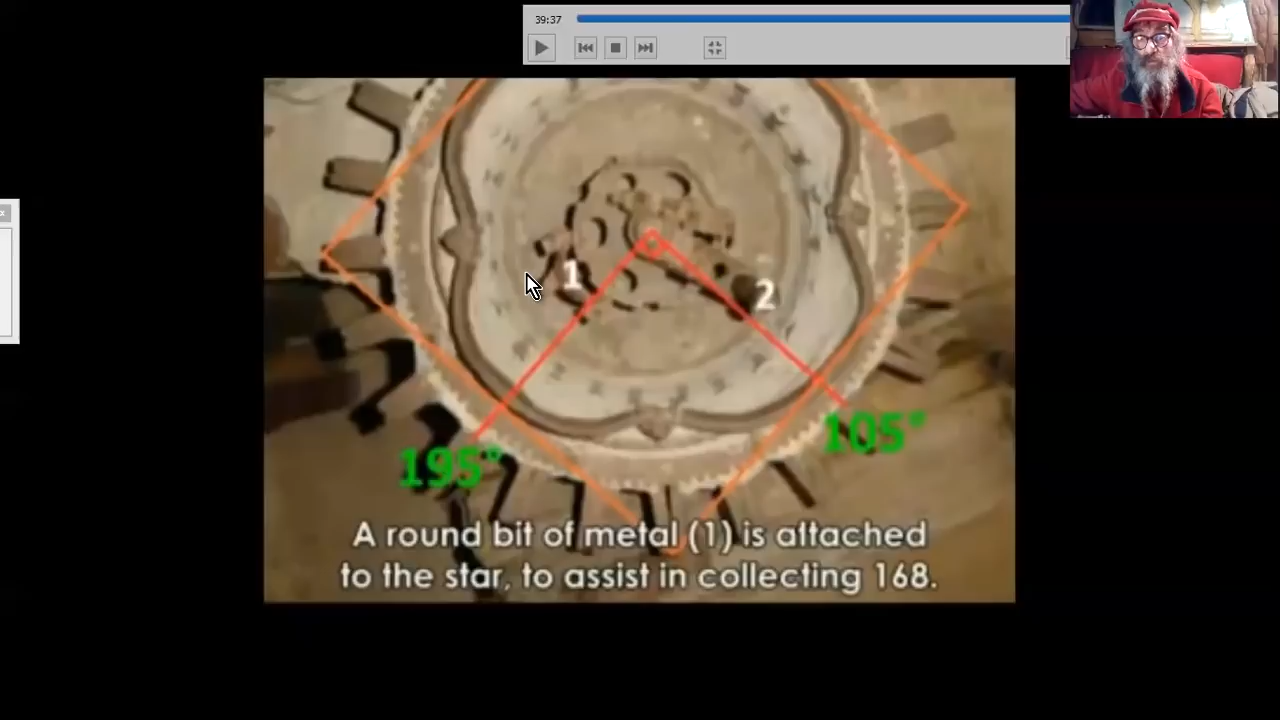 39:37
x
1
2
105°
195°
A round bit of metal (1) is attached
to the star, to assist in collecting 168.